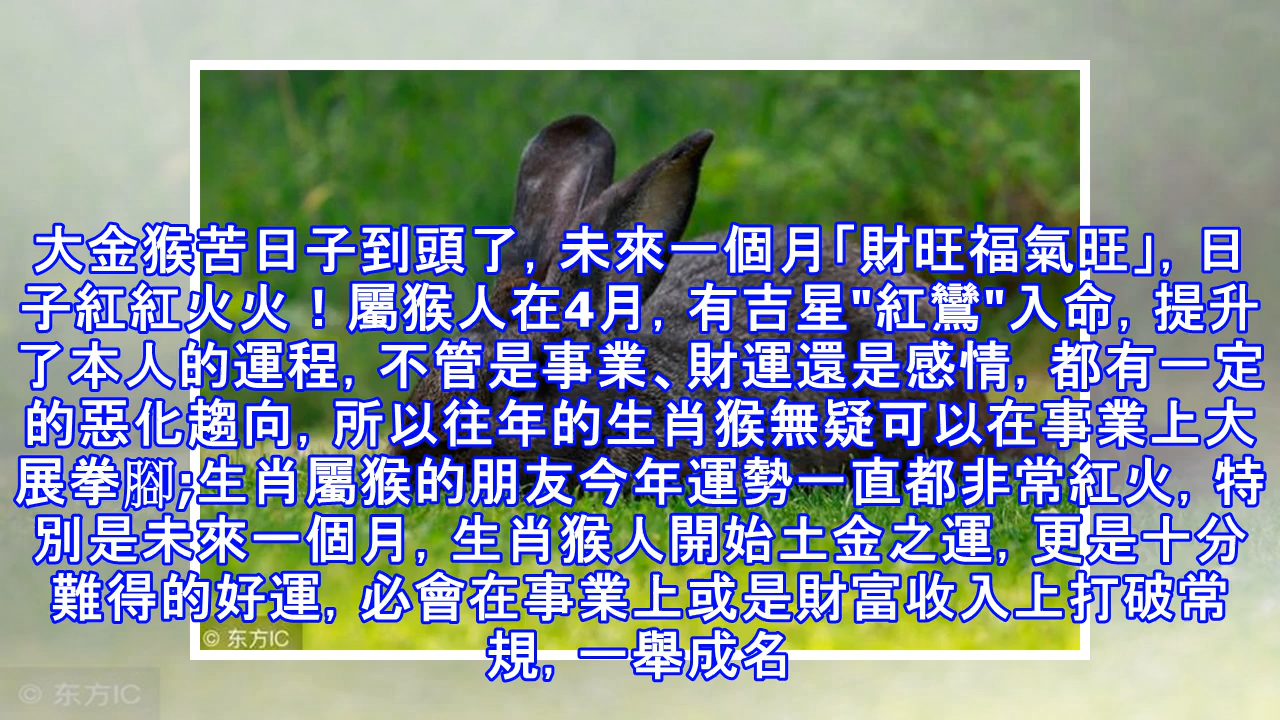 大金猴苦日子到頭了, 未來一個月「財旺福氣旺」, 日
子紅紅火火！屬猴人在4月, 有吉星"紅鸞"入命, 提升
了本人的運程, 不管是事業、財運還是感情, 都有一定
的惡化趨向, 所以往年的生肖猴無疑可以在事業上大
展拳腳;生肖屬猴的朋友今年運勢一直都非常紅火, 特
別是未來一個月, 生肖猴人開始土金之運, 更是十分
難得的好運, 必會在事業上或是財富收入上打破常
規, 一舉成名
© 东方IC
© 东方IC